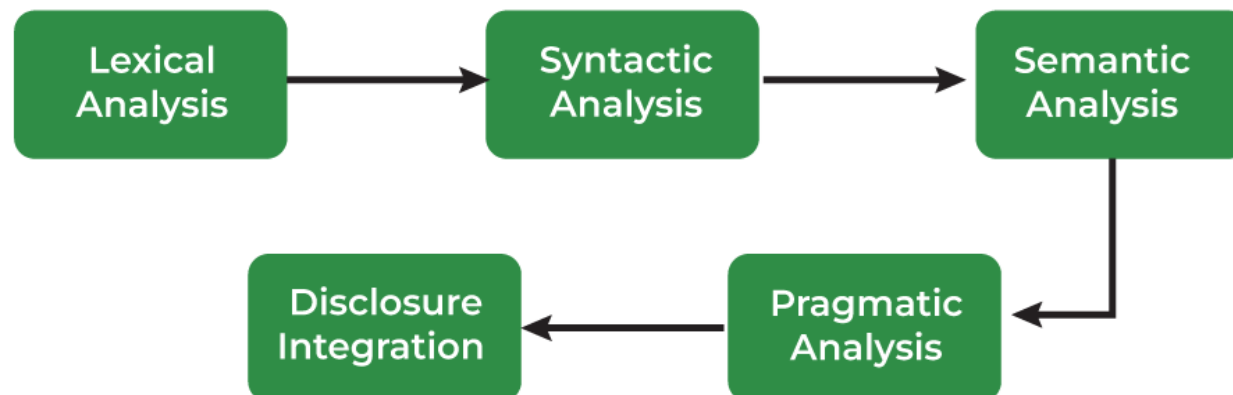 Lexical
Analysis
Syntactic
Analysis
Semantic
Analysis
Pragmatic
Analysis
Disclosure
Integration